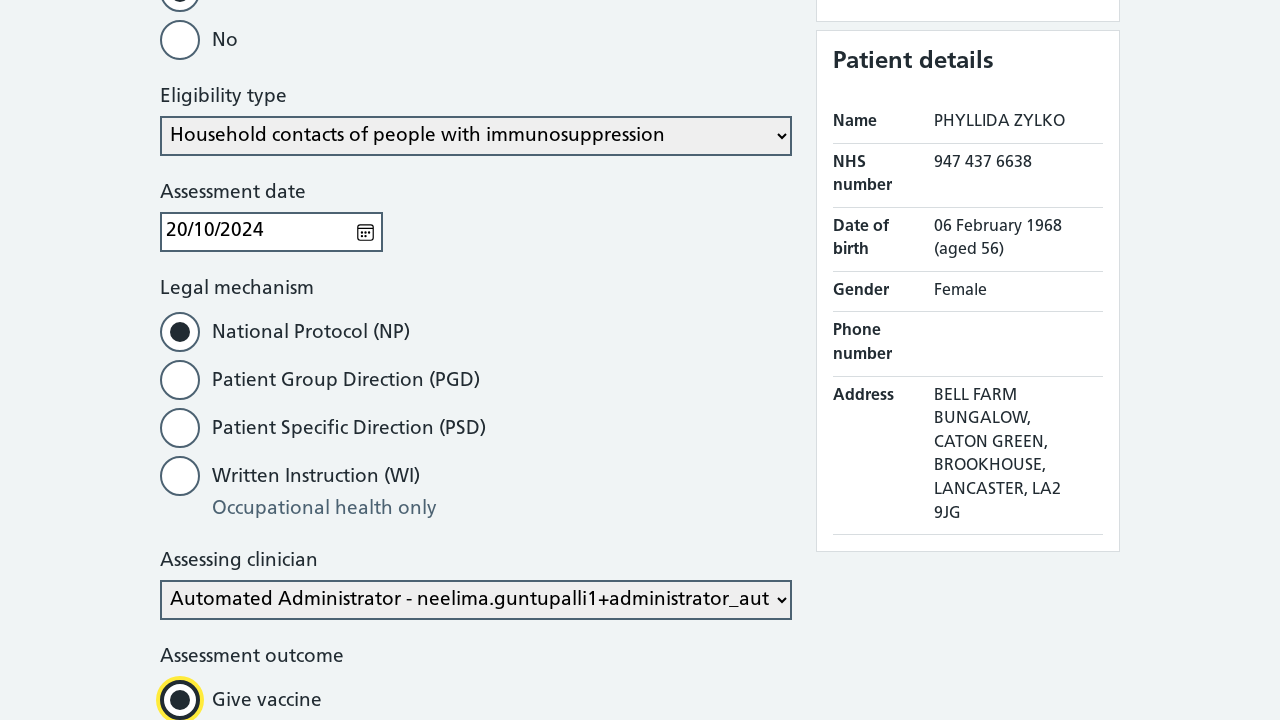 No
Eligibility type
Household contacts of people with immunosuppression
Assessment date
20/10/2024
Legal mechanism
National Protocol (NP)
Patient Group Direction (PGD)
Patient Specific Direction (PSD)
Written Instruction (WI)
Occupational health only
Assessing clinician
Automated Administrator - neelima.guntupalli1+administrator_aut
Assessment outcome
Give vaccine
Patient details
Name PHYLLIDA ZYLKO
NHS number 947 437 6638
Date of birth 06 February 1968 (aged 56)
Gender Female
Phone number
Address BELL FARM
BUNGALOW,
CATON GREEN,
BROOKHOUSE,
LANCASTER, LA2
9JG